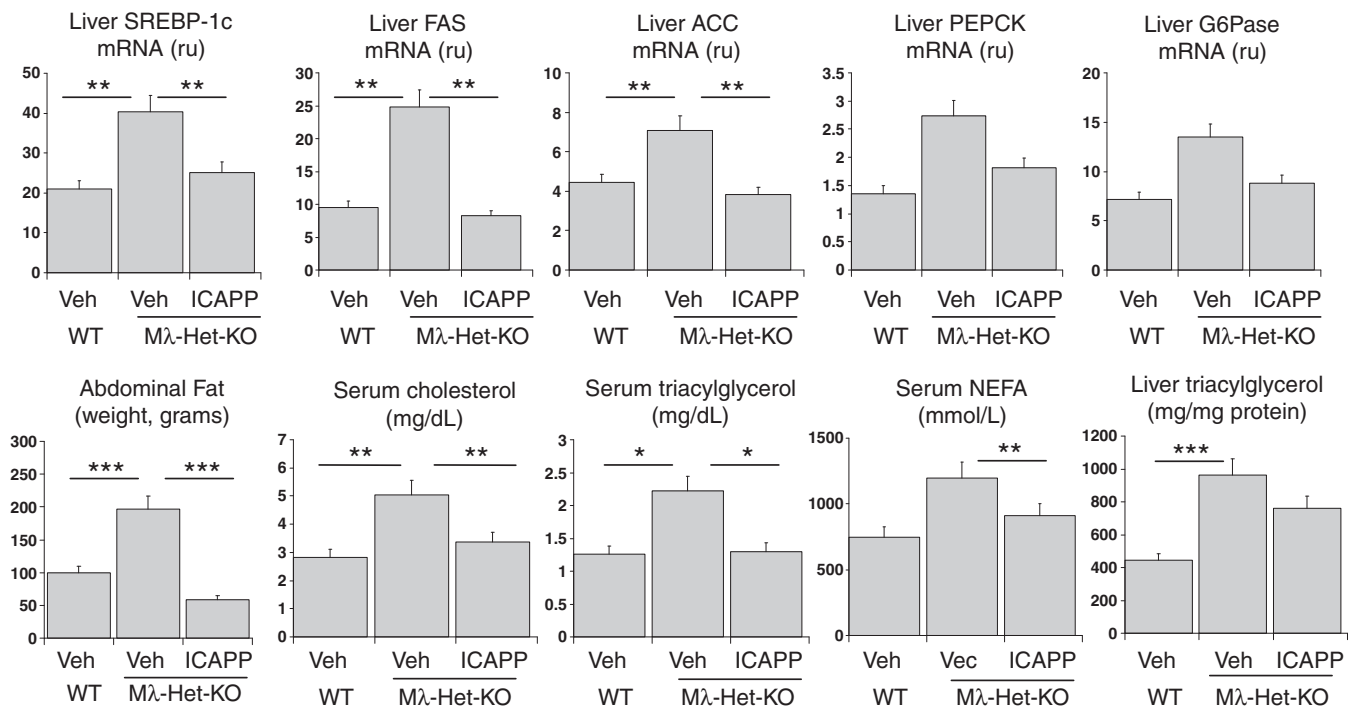 Liver SREBP-1c
mRNA (ru)
50
40
30
20
10
0
**
**
Veh
Veh
ICAPP
WT
Mλ-Het-KO
Liver FAS
mRNA (ru)
30
25
20
15
10
5
0
**
**
Veh
Veh
ICAPP
WT
Mλ-Het-KO
Liver ACC
mRNA (ru)
10
8
6
4
2
0
**
**
Veh
Veh
ICAPP
WT
Mλ-Het-KO
Liver PEPCK
mRNA (ru)
3.5
3
2.5
2
1.5
1
0.5
0
Veh
Veh
ICAPP
WT
Mλ-Het-KO
Liver G6Pase
mRNA (ru)
20
15
10
5
0
Veh
Veh
ICAPP
WT
Mλ-Het-KO
Abdominal Fat
(weight, grams)
300
250
200
150
100
50
0
***
***
Veh
Veh
ICAPP
WT
Mλ-Het-KO
Serum cholesterol
(mg/dL)
7
6
5
4
3
2
1
0
**
**
Veh
Veh
ICAPP
WT
Mλ-Het-KO
Serum triacylglycerol
(mg/dL)
3
2.5
2
1.5
1
0.5
0
*
*
Veh
Veh
ICAPP
WT
Mλ-Het-KO
Serum NEFA
(mmol/L)
1500
1000
500
0
**
Veh
Vec
ICAPP
WT
Mλ-Het-KO
Liver triacylglycerol
(mg/mg protein)
1200
1000
800
600
400
200
0
***
Veh
Veh
ICAPP
WT
Mλ-Het-KO